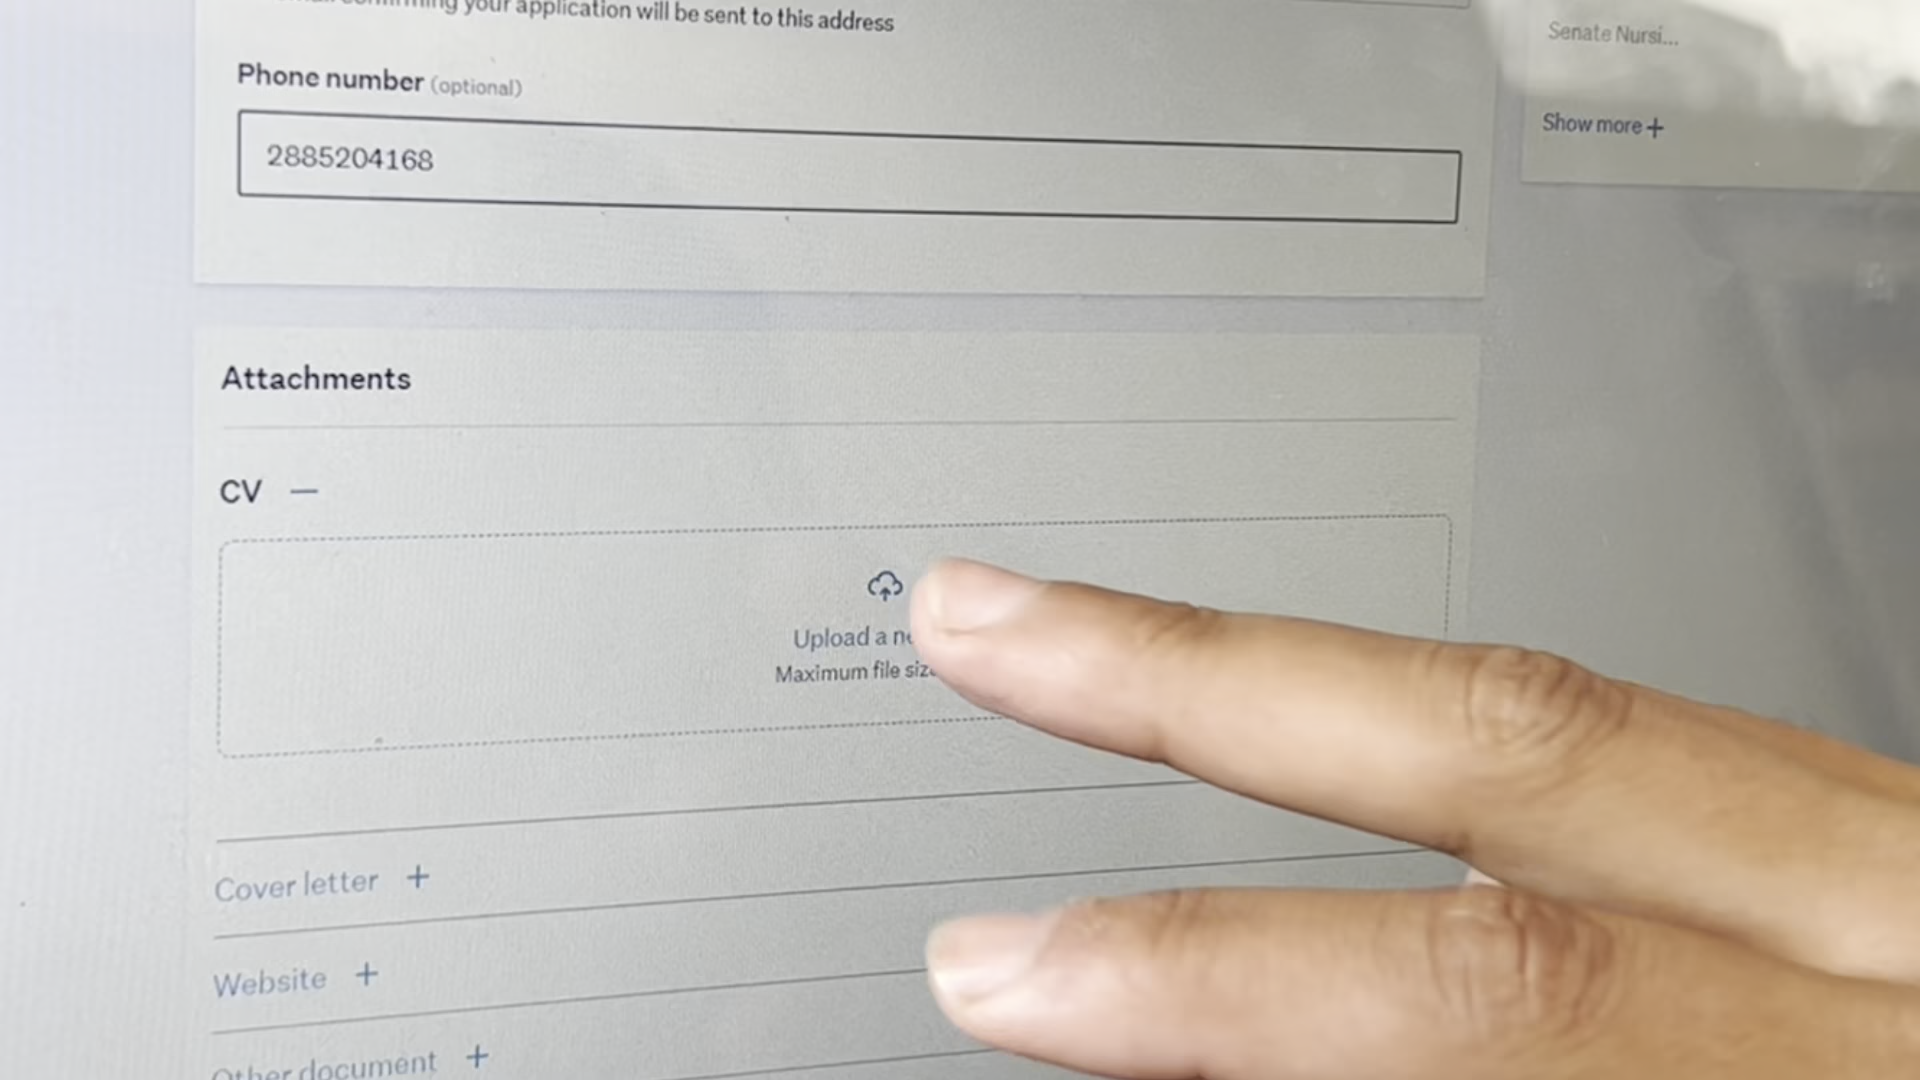 your application will be sent to this address
Phone number (optional)
2885204168
Attachments
CV
Upload a
Maximum file
Cover letter +
Website +
Other document +
Senate Nursi...
Show more +